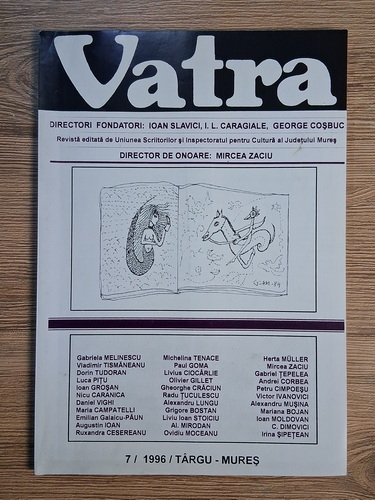 Vatra
DIRECTORI FONDATORI: IOAN SLAVICI, I. L. CARAGIALE, GEORGE COŞBUC
Revistă editată de Uniunea Scriitorilor şi inspectoratul pentru Cultură al Judeţului Mureş
DIRECTOR DE ONOARE: MIRCEA ZACIU
Gabriela MELINESCU
Vladimir TISMĂNEANU
Dorin TUDORAN
Luca PIŢU
Ioan GROŞAN
Nicu CARANICA
Daniel VIGHI
Maria CAMPATELLI
Emilian Galaicu-PĂUN
Augustin IOAN
Ruxandra CESEREANU
Michelina TENACE
Paul GOMA
Livius CIOCÂRLIE
Olivier GILLET
Gheorghe CRĂCIUN
Radu ŢUCULESCU
Alexandru LUNGU
Grigore BOSTAN
Liviu Ioan STOICIU
Al. MIRODAN
Ovidiu MOCEANU
Herta MÜLLER
Mircea ZACIU
Gabriel ŢEPELEA
Andrei CORBEA
Petru CIMPOEŞU
Victor IVANOVICI
Alexandru MUŞINA
Mariana BOJAN
Ioan MOLDOVAN
C. DIMOVICI
Irina ŞIPEŢEAN
7 / 1996 / TÂRGU - MUREŞ